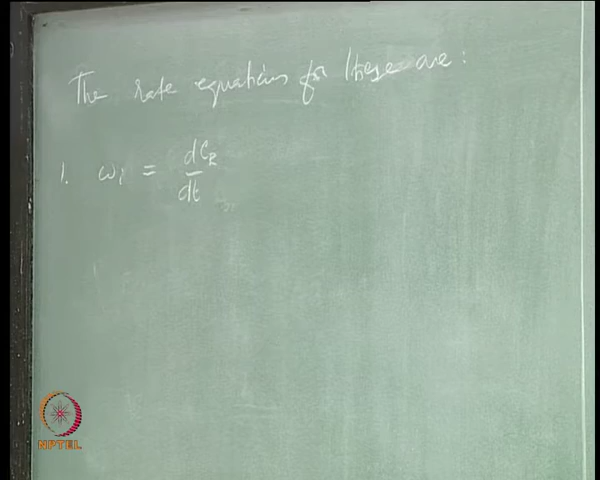 The rate equations for these are:
1. ω₁ = dC_R/dt
NPTEL